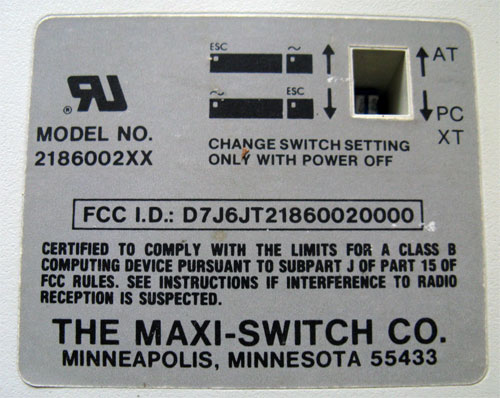 ESC ~ ↑ ↑ AT
~ ESC ↓ ↓ PC
XT
®
MODEL NO.
2186002XX
CHANGE SWITCH SETTING
ONLY WITH POWER OFF
FCC I.D.: D7J6JT21860020000
CERTIFIED TO COMPLY WITH THE LIMITS FOR A CLASS B
COMPUTING DEVICE PURSUANT TO SUBPART J OF PART 15 OF
FCC RULES. SEE INSTRUCTIONS IF INTERFERENCE TO RADIO
RECEPTION IS SUSPECTED.
THE MAXI-SWITCH CO.
MINNEAPOLIS, MINNESOTA 55433